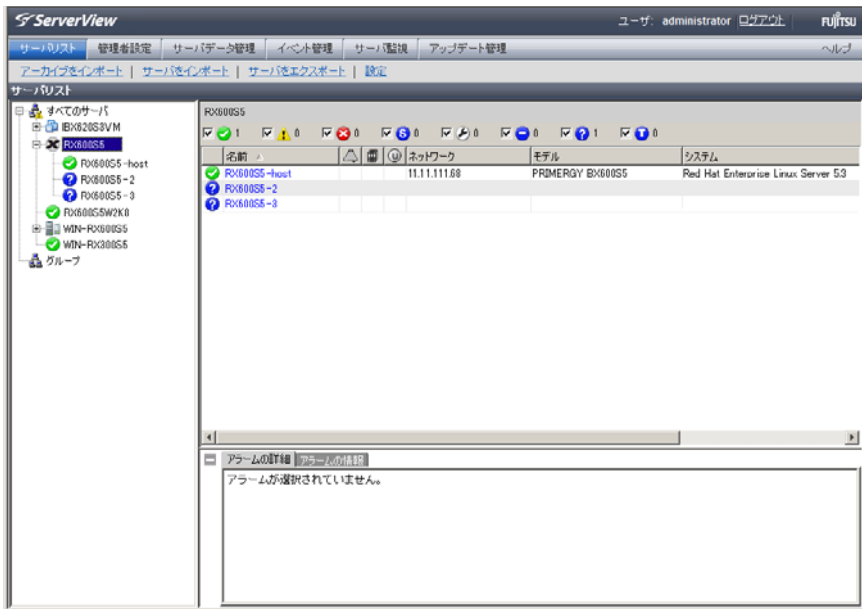 ServerView
ユーザ: administrator ログアウト FUJITSU
サーバリスト 管理者設定 サーバデータ管理 イベント管理 サーバ監視 アップデート管理 ヘルプ
アーカイブをインポート | サーバをインポート | サーバをエクスポート | 設定
サーバリスト
すべてのサーバ
BX620S3VM
RX600S5
RX600S5-host
RX600S5-2
RX600S5-3
RX600S5W2K8
WIN-RX600S5
WIN-RX300S5
グループ
RX600S5
1 0 0 0 0 0 1 0
名前 ネットワーク モデル システム
RX600S5-host 11.11.111.68 PRIMERGY BX600S5 Red Hat Enterprise Linux Server 5.3
RX600S5-2
RX600S5-3
アラームの詳細 アラームの情報
アラームが選択されていません。